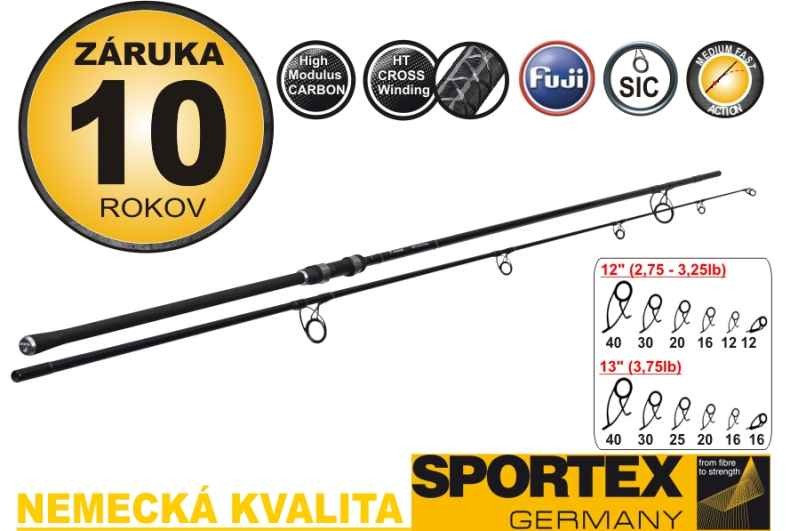 ZÁRUKA
10
ROKOV
High
Modulus
CARBON
HT
CROSS
Winding
Fuji
SIC
MEDIUM FAST
ACTION
12" (2,75 - 3,25lb)
40 30 20 16 12 12
13" (3,75lb)
40 30 25 20 16 16
NEMECKÁ KVALITA
SPORTEX
GERMANY
from fibre
to strength